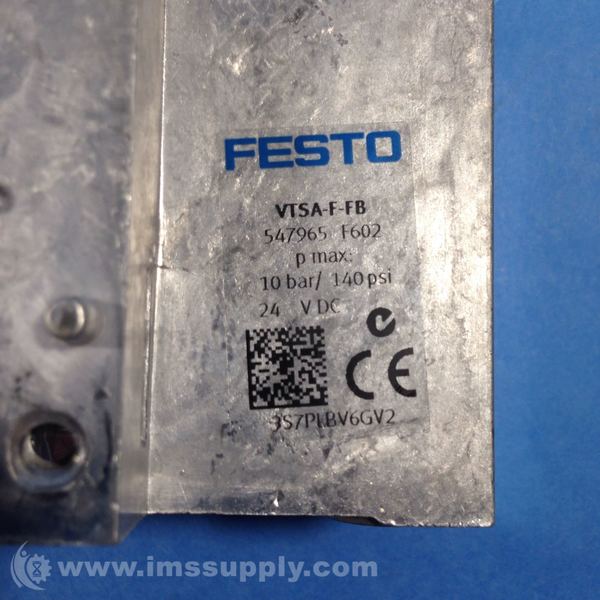 FESTO
VTSA-F-FB
547965 F602
p max:
10 bar/ 140 psi
24 V DC
CE
3S7PLBV6GV2
www.imssupply.com